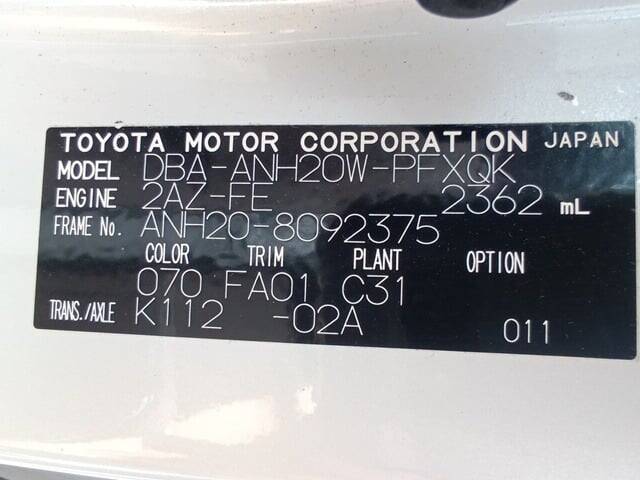 TOYOTA MOTOR CORPORATION JAPAN
MODEL DBA-ANH20W-PFXQK
ENGINE 2AZ-FE 2362 mL
FRAME No. ANH20-8092375
COLOR TRIM PLANT OPTION
070 FA01 C31
TRANS./AXLE K112 -02A 011